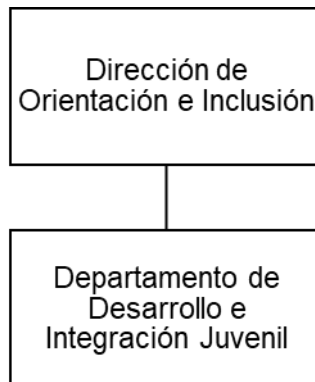 Dirección de
Orientación e Inclusión
Departamento de
Desarrollo e
Integración Juvenil